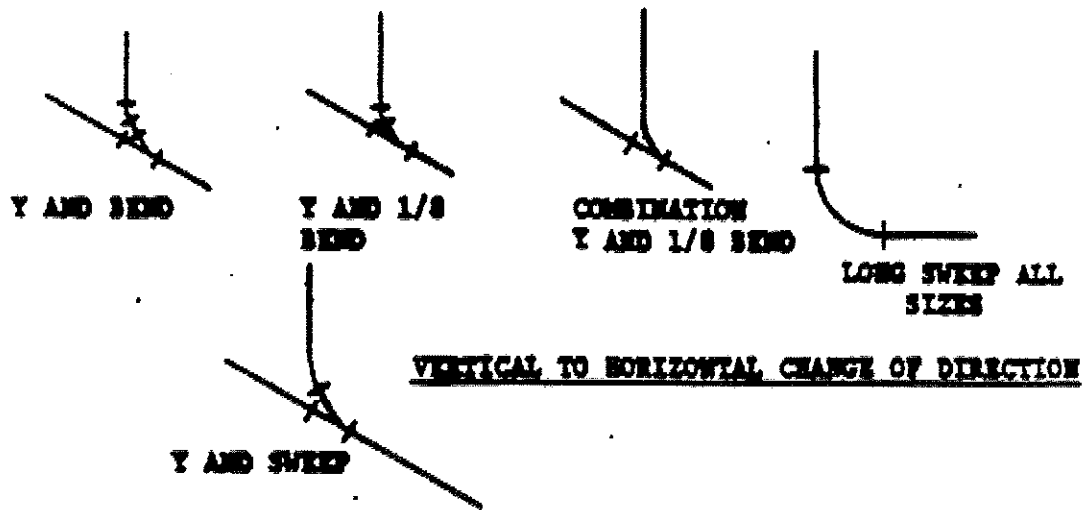 Y AND BEND
Y AND 1/8
BEND
COMBINATION
Y AND 1/8 BEND
LONG SWEEP ALL
SIZES
VERTICAL TO HORIZONTAL CHANGE OF DIRECTION
Y AND SWEEP